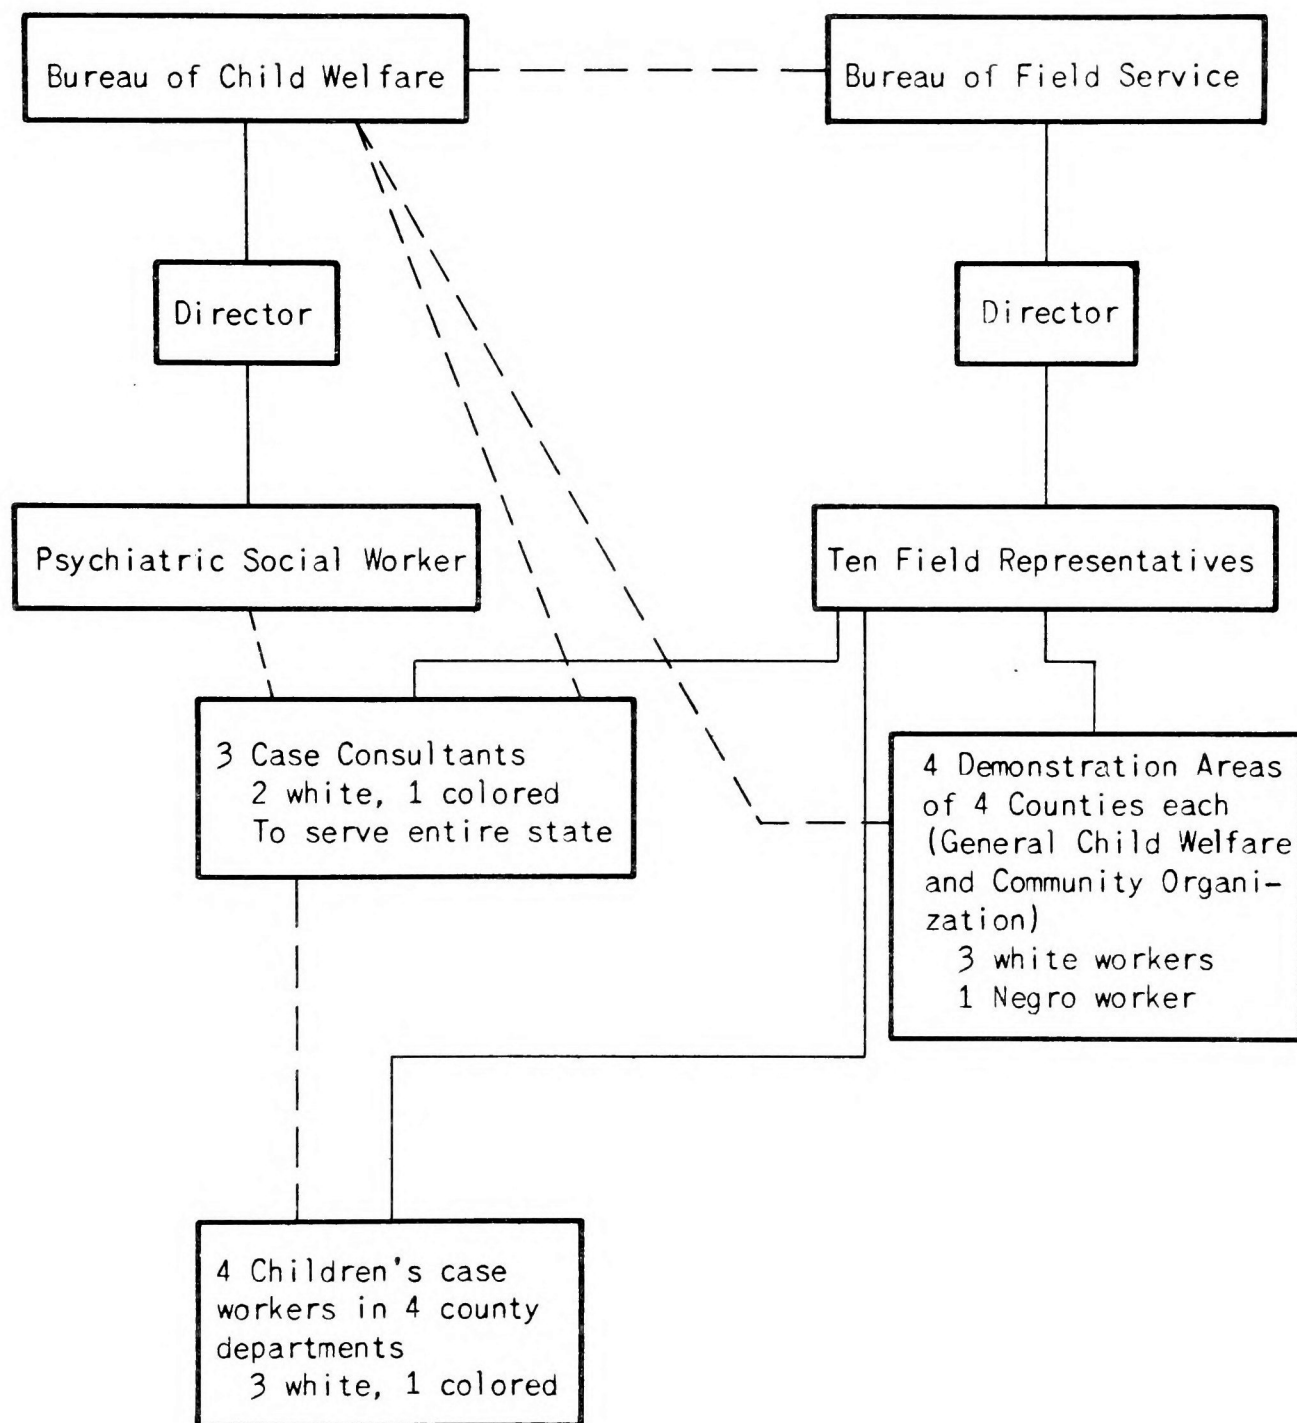 Bureau of Child Welfare
Bureau of Field Service
Director
Director
Psychiatric Social Worker
Ten Field Representatives
3 Case Consultants
2 white, 1 colored
To serve entire state
4 Demonstration Areas
of 4 Counties each
(General Child Welfare
and Community Organi-
zation)
3 white workers
1 Negro worker
4 Children's case
workers in 4 county
departments
3 white, 1 colored